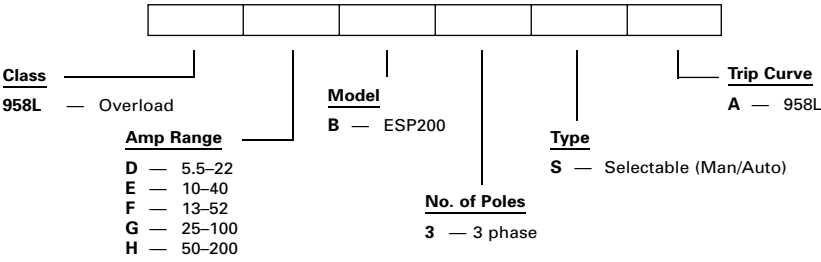 Class
958L — Overload
Amp Range
D — 5.5–22
E — 10–40
F — 13–52
G — 25–100
H — 50–200
Model
B — ESP200
No. of Poles
3 — 3 phase
Type
S — Selectable (Man/Auto)
Trip Curve
A — 958L